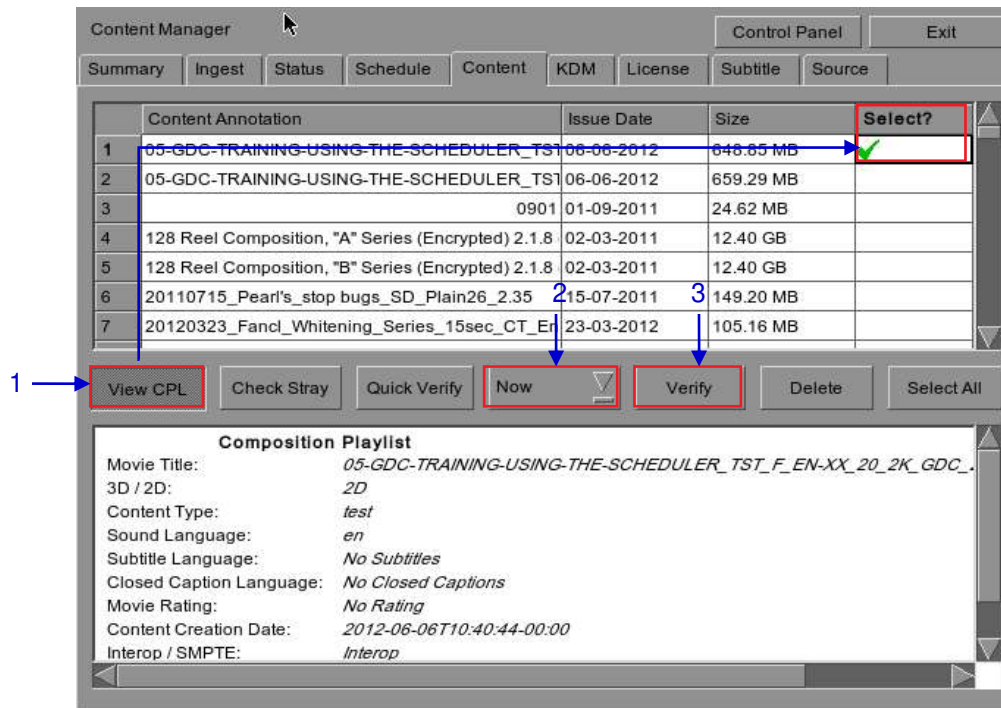 Content Manager Control Panel Exit
Summary Ingest Status Schedule Content KDM License Subtitle Source
Content Annotation Issue Date Size Select?
1 05-GDC-TRAINING-USING-THE-SCHEDULER_TST 06-06-2012 648.85 MB
2 05-GDC-TRAINING-USING-THE-SCHEDULER_TST 06-06-2012 659.29 MB
3 0901 01-09-2011 24.62 MB
4 128 Reel Composition, "A" Series (Encrypted) 2.1.8 02-03-2011 12.40 GB
5 128 Reel Composition, "B" Series (Encrypted) 2.1.8 02-03-2011 12.40 GB
6 20110715_Pearl's_stop bugs_SD_Plain26_2.35 15-07-2011 149.20 MB
2 3
7 20120323_Fancl_Whitening_Series_15sec_CT_En 23-03-2012 105.16 MB
1 View CPL Check Stray Quick Verify Now Verify Delete Select All
Composition Playlist
Movie Title: 05-GDC-TRAINING-USING-THE-SCHEDULER_TST_F_EN-XX_20_2K_GDC_
3D / 2D: 2D
Content Type: test
Sound Language: en
Subtitle Language: No Subtitles
Closed Caption Language: No Closed Captions
Movie Rating: No Rating
Content Creation Date: 2012-06-06T10:40:44-00:00
Interop / SMPTE: Interop